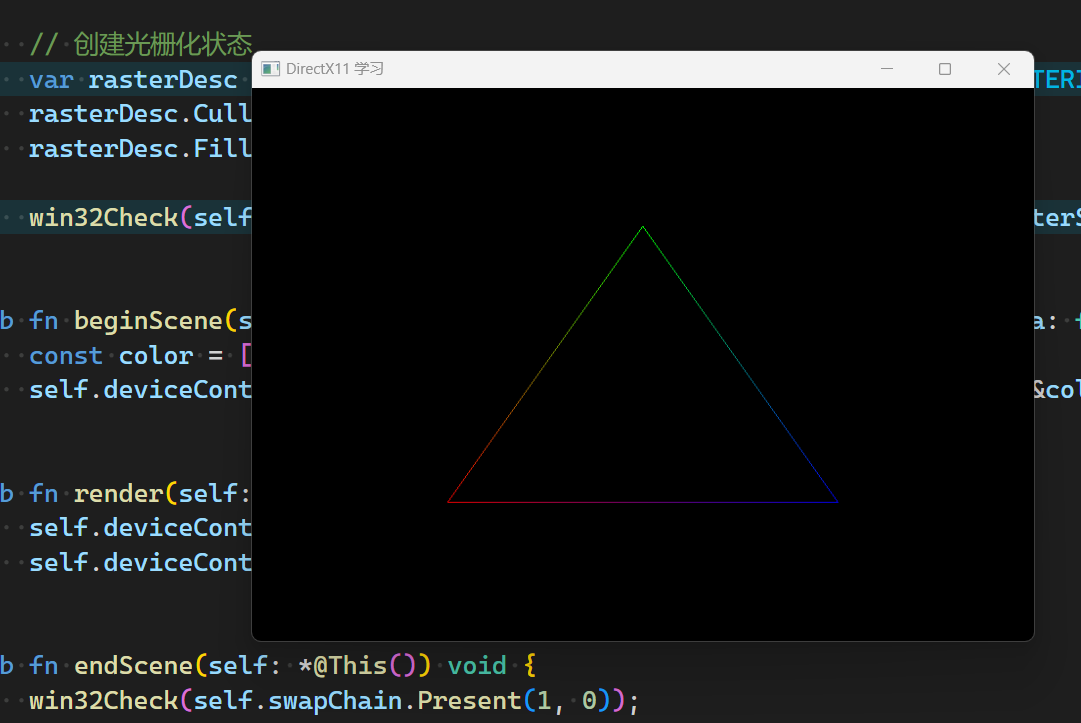 // 创建光栅化状态
DirectX11 学习
var rasterDesc TERI
rasterDesc.Cull
rasterDesc.Fill
win32Check(self terS
b fn beginScene(s a: f
const color = [
self.deviceCont &col
b fn render(self:
self.deviceCont
self.deviceCont
b fn endScene(self: *@This()) void {
win32Check(self.swapChain.Present(1, 0));